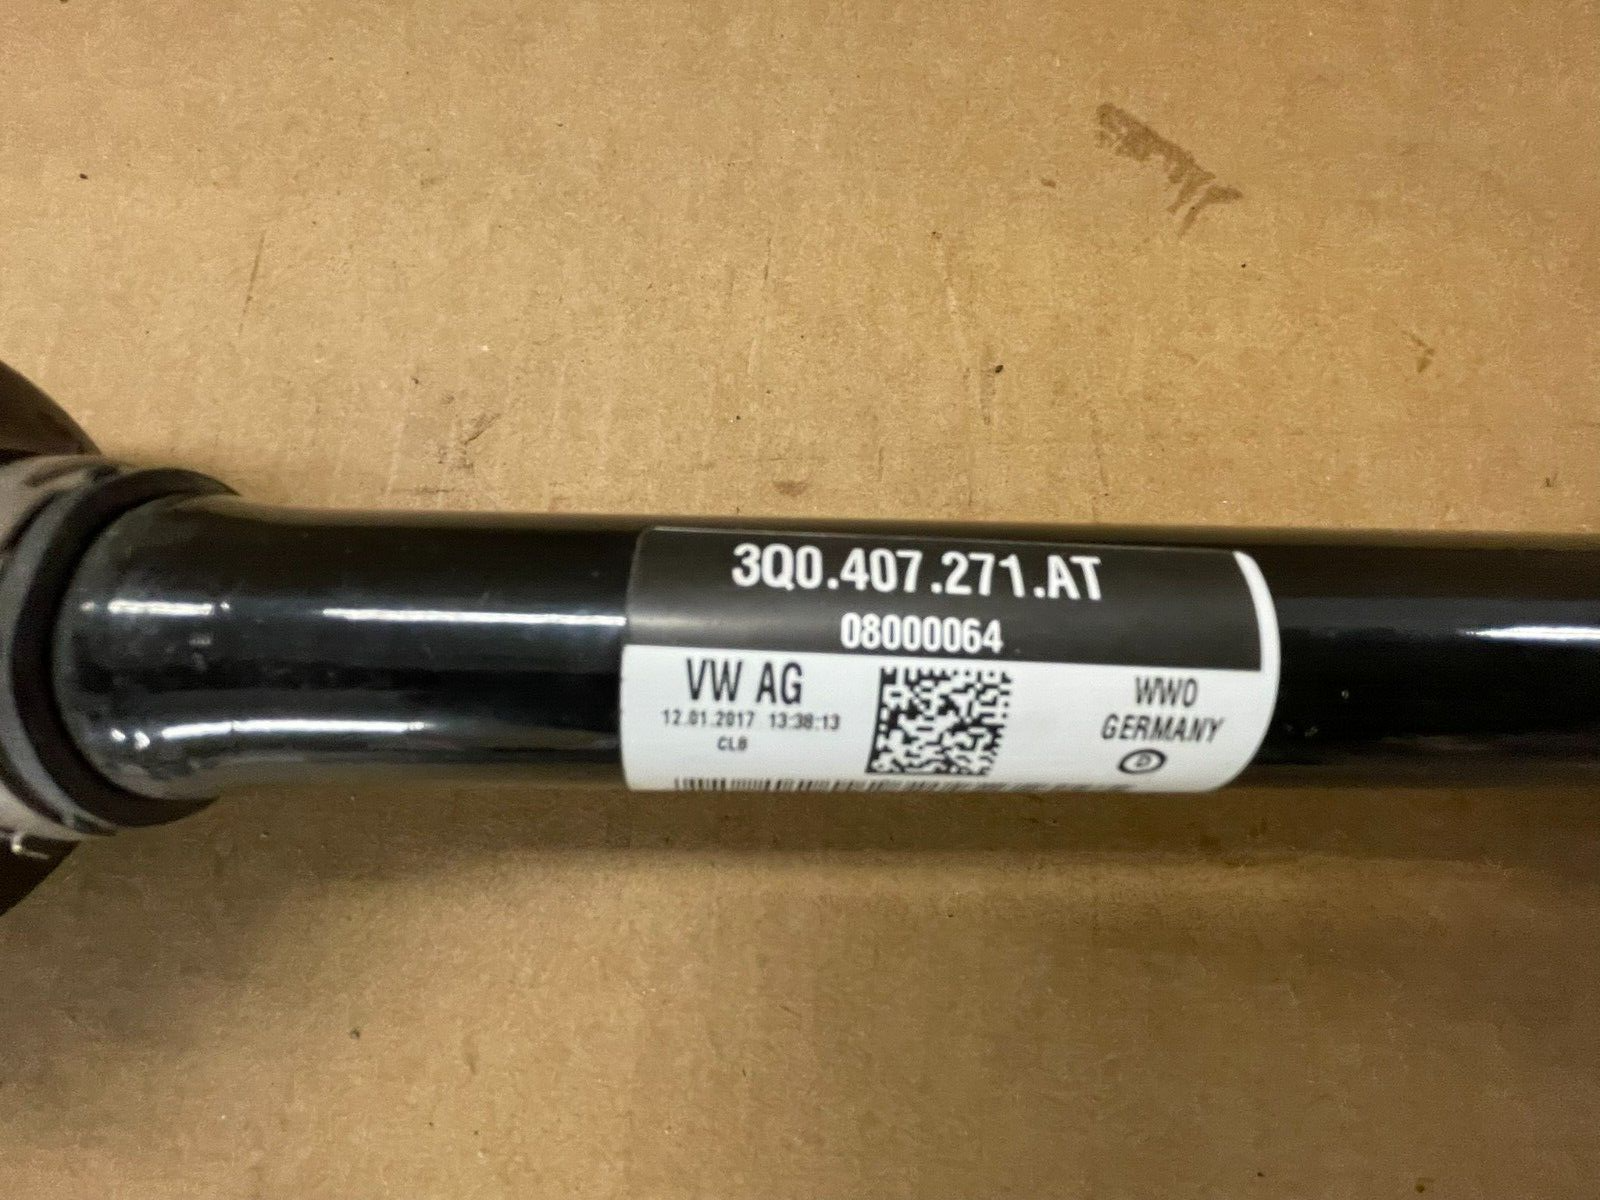 3Q0.407.271.AT
08000064
VW AG
12.01.2017 13:38:13
CLB
WWO
GERMANY
D